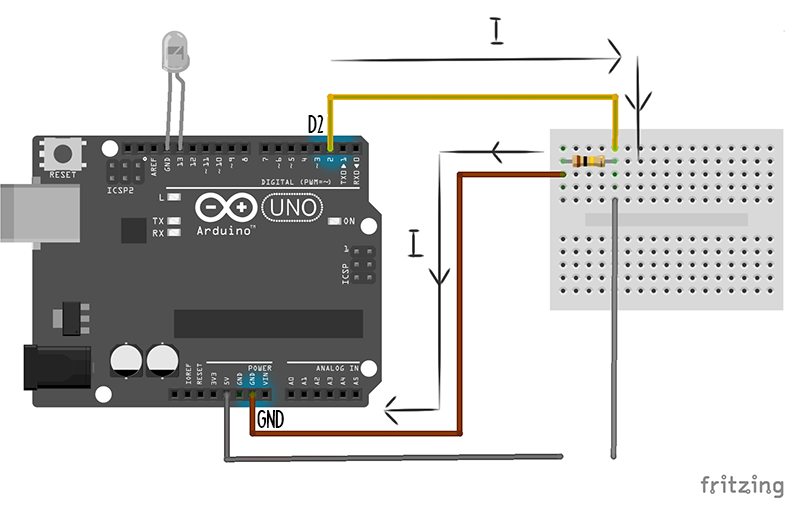 I
D2
AREF
GND
13
12
~11
~10
~9
8
7
~6
~5
4
~3
2
TX0▶1
RX0◀0
RESET
ICSP2
DIGITAL (PWM=~)
L
TX
RX
UNO
Arduino™
ON
1
ICSP
I
POWER
ANALOG IN
IOREF
RESET
3V3
5V
GND
GND
VIN
A0
A1
A2
A3
A4
A5
GND
fritzing